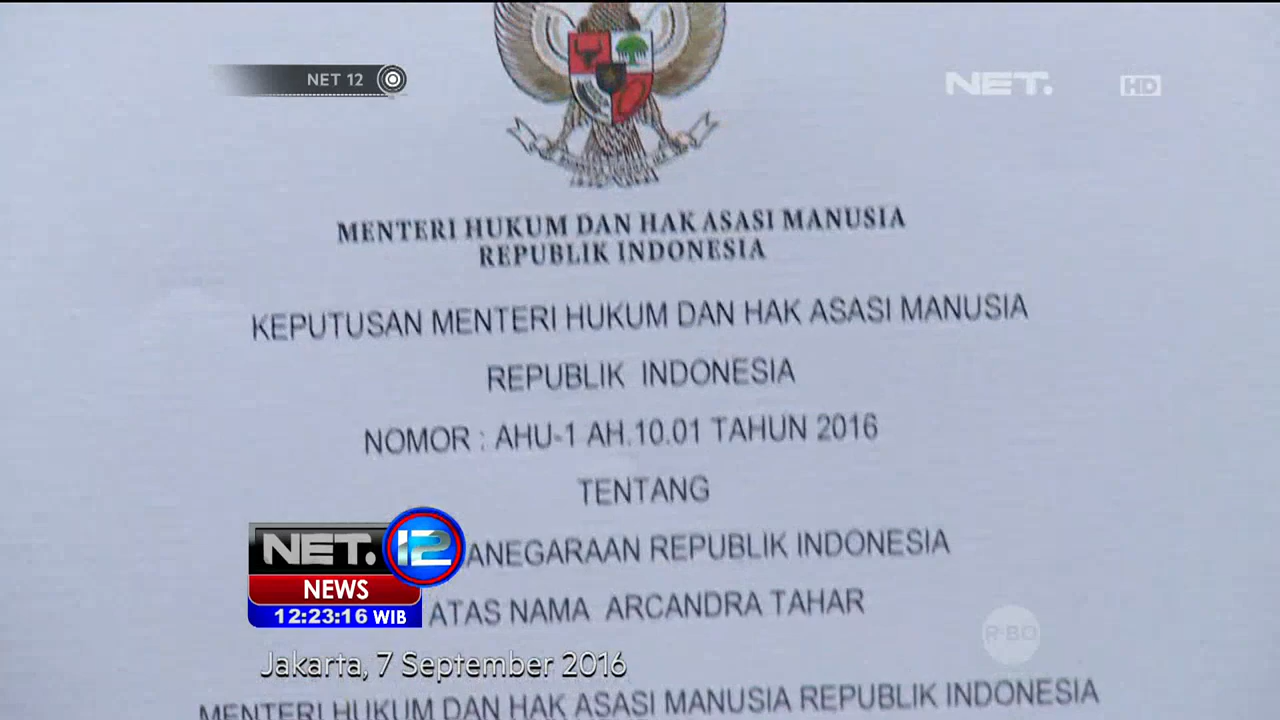 NET 12
NET.
HD
MENTERI HUKUM DAN HAK ASASI MANUSIA
REPUBLIK INDONESIA
KEPUTUSAN MENTERI HUKUM DAN HAK ASASI MANUSIA
REPUBLIK INDONESIA
NOMOR : AHU-1 AH.10.01 TAHUN 2016
TENTANG
ANEGARAAN REPUBLIK INDONESIA
ATAS NAMA ARCANDRA TAHAR
NET. 12
NEWS
12:23:16 WIB
Jakarta, 7 September 2016
MENTERI HUKUM DAN HAK ASASI MANUSIA REPUBLIK INDONESIA